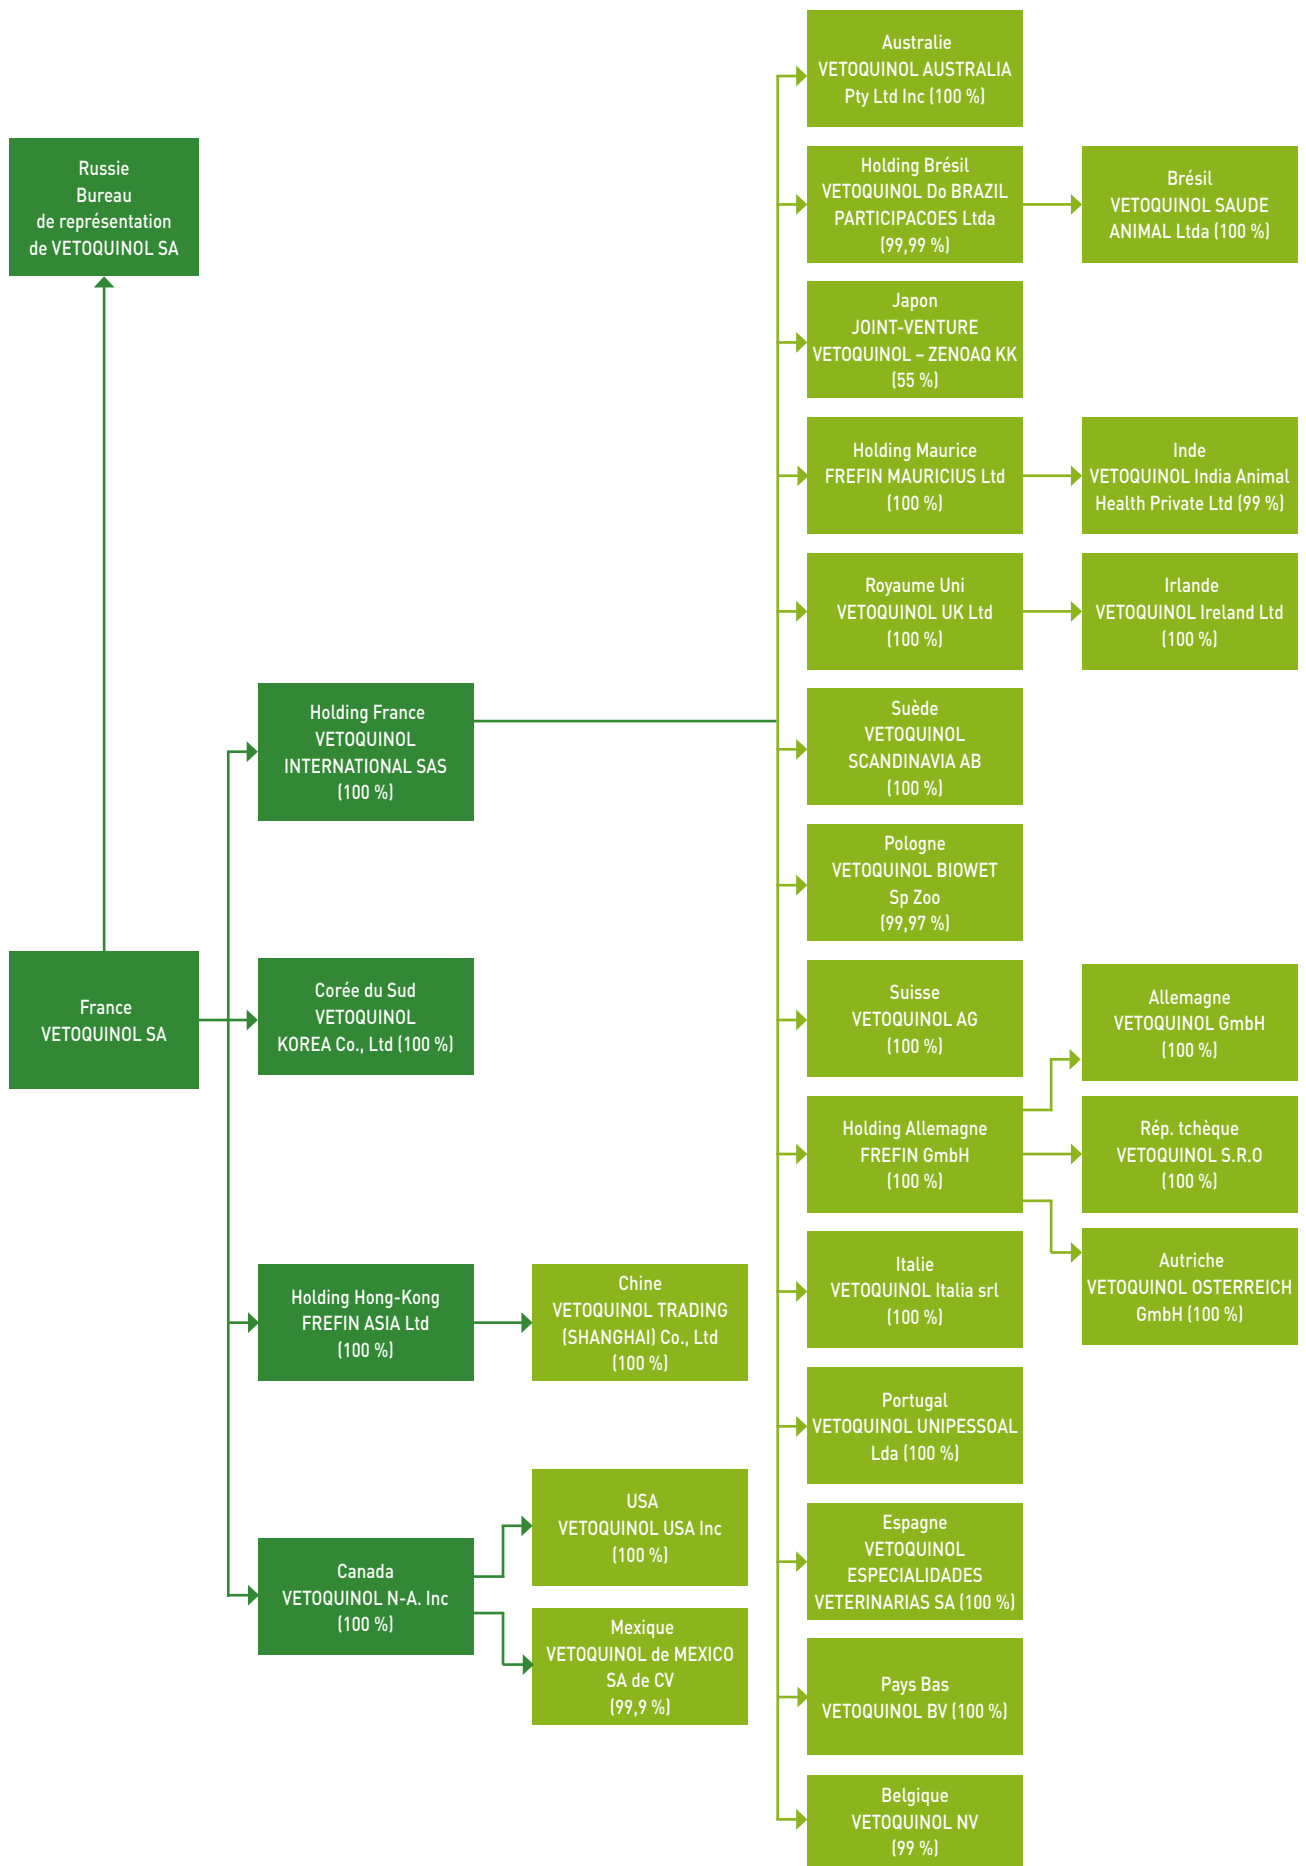 Russie
Bureau
de représentation
de VETOQUINOL SA
France
VETOQUINOL SA
Holding France
VETOQUINOL
INTERNATIONAL SAS
(100 %)
Corée du Sud
VETOQUINOL
KOREA Co., Ltd (100 %)
Holding Hong-Kong
FREFIN ASIA Ltd
(100 %)
Canada
VETOQUINOL N-A. Inc
(100 %)
Chine
VETOQUINOL TRADING
(SHANGHAI) Co., Ltd
(100 %)
USA
VETOQUINOL USA Inc
(100 %)
Mexique
VETOQUINOL de MEXICO
SA de CV
(99,9 %)
Australie
VETOQUINOL AUSTRALIA
Pty Ltd Inc (100 %)
Holding Brésil
VETOQUINOL Do BRAZIL
PARTICIPACOES Ltda
(99,99 %)
Japon
JOINT-VENTURE
VETOQUINOL – ZENOAQ KK
(55 %)
Holding Maurice
FREFIN MAURICIUS Ltd
(100 %)
Royaume Uni
VETOQUINOL UK Ltd
(100 %)
Suède
VETOQUINOL
SCANDINAVIA AB
(100 %)
Pologne
VETOQUINOL BIOWET
Sp Zoo
(99,97 %)
Suisse
VETOQUINOL AG
(100 %)
Holding Allemagne
FREFIN GmbH
(100 %)
Italie
VETOQUINOL Italia srl
(100 %)
Portugal
VETOQUINOL UNIPESSOAL
Lda (100 %)
Espagne
VETOQUINOL
ESPECIALIDADES
VETERINARIAS SA (100 %)
Pays Bas
VETOQUINOL BV (100 %)
Belgique
VETOQUINOL NV
(99 %)
Brésil
VETOQUINOL SAUDE
ANIMAL Ltda (100 %)
Inde
VETOQUINOL India Animal
Health Private Ltd (99 %)
Irlande
VETOQUINOL Ireland Ltd
(100 %)
Allemagne
VETOQUINOL GmbH
(100 %)
Rép. tchèque
VETOQUINOL S.R.O
(100 %)
Autriche
VETOQUINOL OSTERREICH
GmbH (100 %)